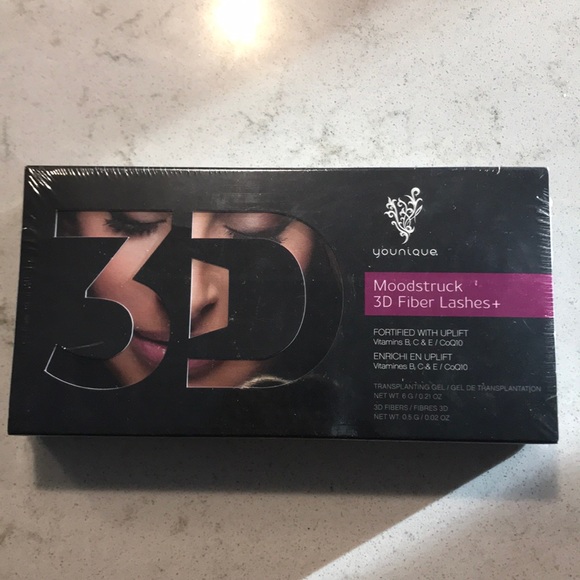 3D
younique
Moodstruck
3D Fiber Lashes+
FORTIFIED WITH UPLIFT
Vitamins B, C & E / CoQ10
ENRICHI EN UPLIFT
Vitamines B, C & E / CoQ10
TRANSPLANTING GEL / GEL DE TRANSPLANTATION
NET WT. 6 G / 0.21 OZ
3D FIBERS / FIBRES 3D
NET WT. 0.5 G / 0.02 OZ